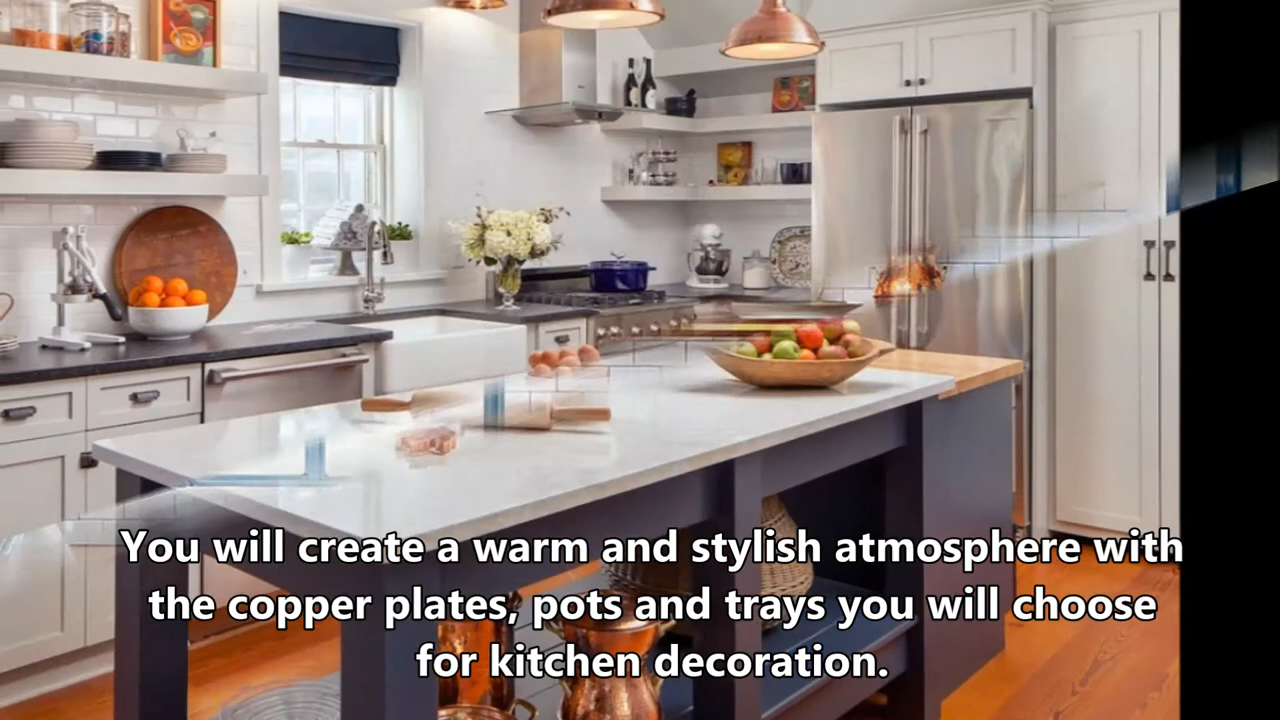 You will create a warm and stylish atmosphere with
the copper plates, pots and trays you will choose
for kitchen decoration.